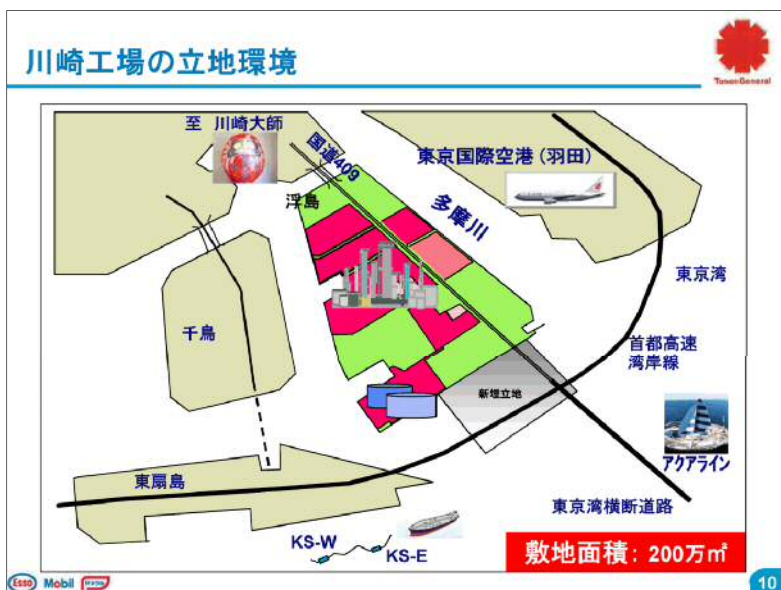 川崎工場の立地環境
TonenGeneral
至 川崎大師
国道409
東京国際空港(羽田)
浮島
多摩川
東京湾
千鳥
首都高速
湾岸線
新埋立地
アクアライン
東扇島
東京湾横断道路
KS-W
KS-E
敷地面積: 200万㎡
Esso Mobil
10